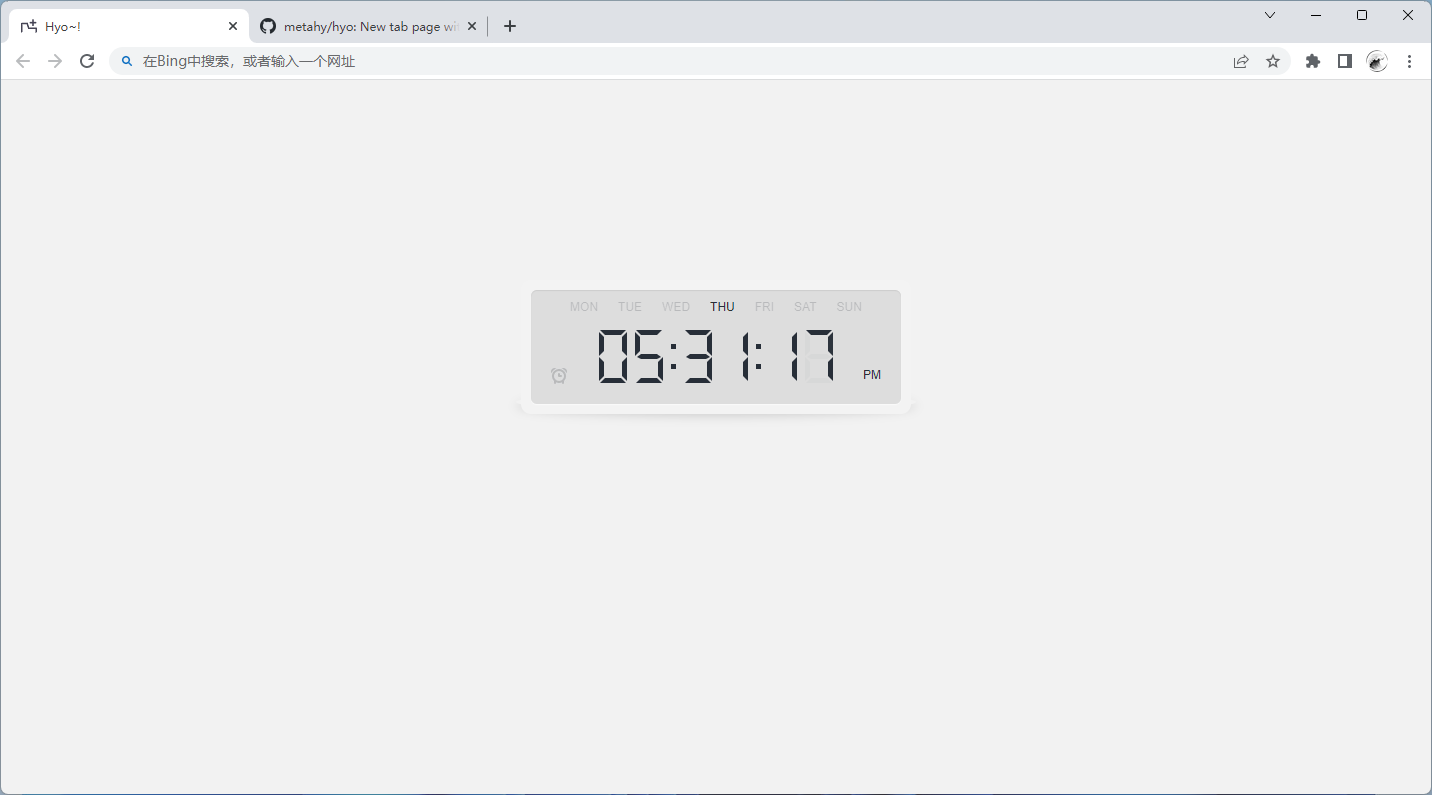 Hyo~!
metahy/hyo: New tab page wi
在Bing中搜索，或者输入一个网址
MON TUE WED THU FRI SAT SUN
05:31:17
PM